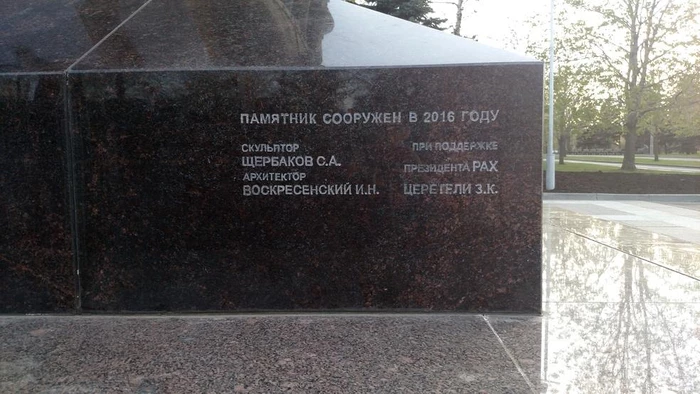 ПАМЯТНИК СООРУЖЕН В 2016 ГОДУ
СКУЛЬПТОР
ЩЕРБАКОВ С.А.
АРХИТЕКТОР
ВОСКРЕСЕНСКИЙ И.Н.
ПРИ ПОДДЕРЖКЕ
ПРЕЗИДЕНТА РАХ
ЦЕРЕТЕЛИ З.К.